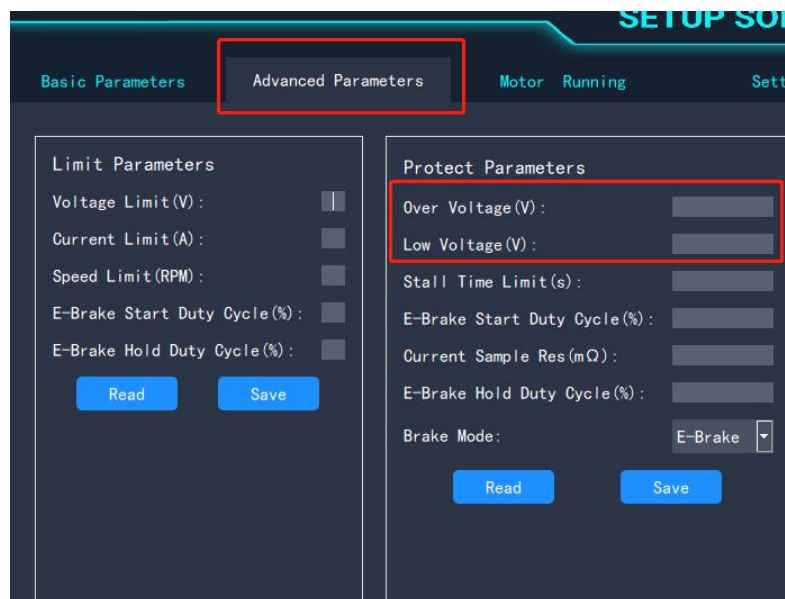 SETUP
Basic Parameters
Advanced Parameters
Motor Running
Limit Parameters
Voltage Limit(V):
Current Limit(A):
Speed Limit(RPM):
E-Brake Start Duty Cycle(%):
E-Brake Hold Duty Cycle(%):
Read
Save
Protect Parameters
Over Voltage(V):
Low Voltage(V):
Stall Time Limit(s):
E-Brake Start Duty Cycle(%):
Current Sample Res(mΩ):
E-Brake Hold Duty Cycle(%):
Brake Mode:
E-Brake
Read
Save